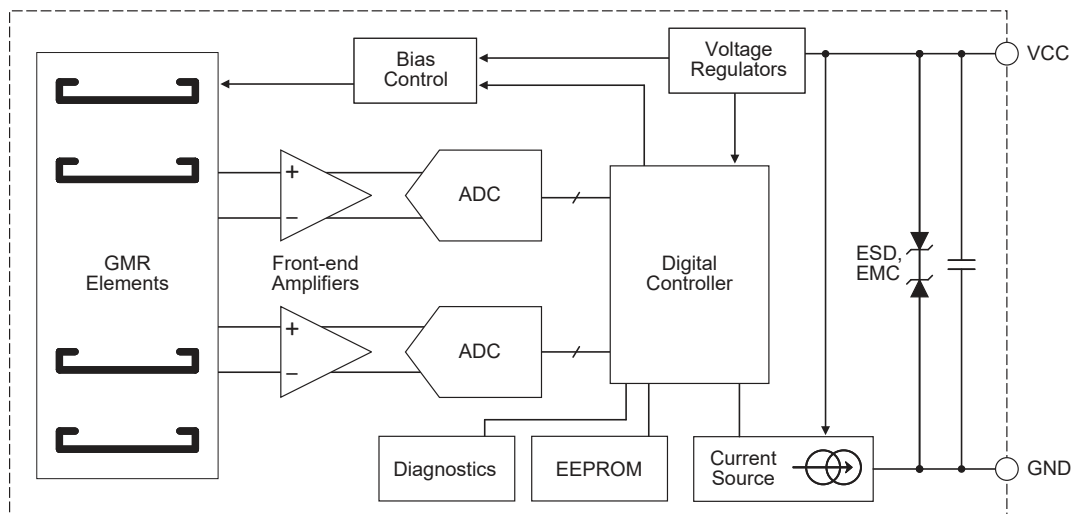 Bias
Control
Voltage
Regulators
VCC
+
−
ADC
GMR
Elements
Front-end
Amplifiers
Digital
Controller
ESD,
EMC
+
−
ADC
Diagnostics
EEPROM
Current
Source
GND